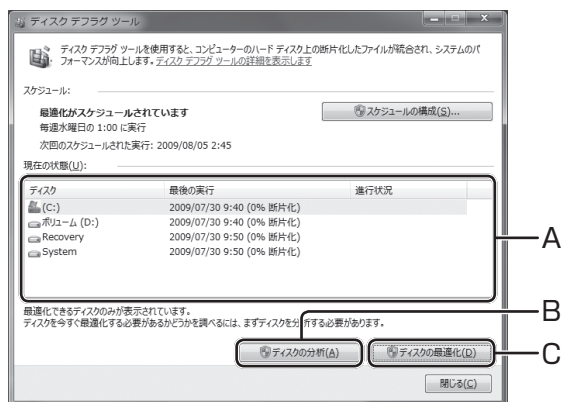 ディスク デフラグ ツール
ディスク デフラグ ツールを使用すると、コンピューターのハード ディスク上の断片化したファイルが統合され、システムのパ
フォーマンスが向上します。ディスク デフラグ ツールの詳細を表示します
スケジュール:
最適化がスケジュールされています
スケジュールの構成(S)...
毎週水曜日の 1:00 に実行
次回のスケジュールされた実行: 2009/08/05 2:45
現在の状態(U):
ディスク 最後の実行 進行状況
(C:) 2009/07/30 9:40 (0% 断片化)
ボリューム (D:) 2009/07/30 9:40 (0% 断片化)
Recovery 2009/07/30 9:50 (0% 断片化)
System 2009/07/30 9:50 (0% 断片化)
A
最適化できるディスクのみが表示されています。
ディスクを今すぐ最適化する必要があるかどうかを調べるには、まずディスクを分析する必要があります。
B
ディスクの分析(A) ディスクの最適化(D)
C
閉じる(C)